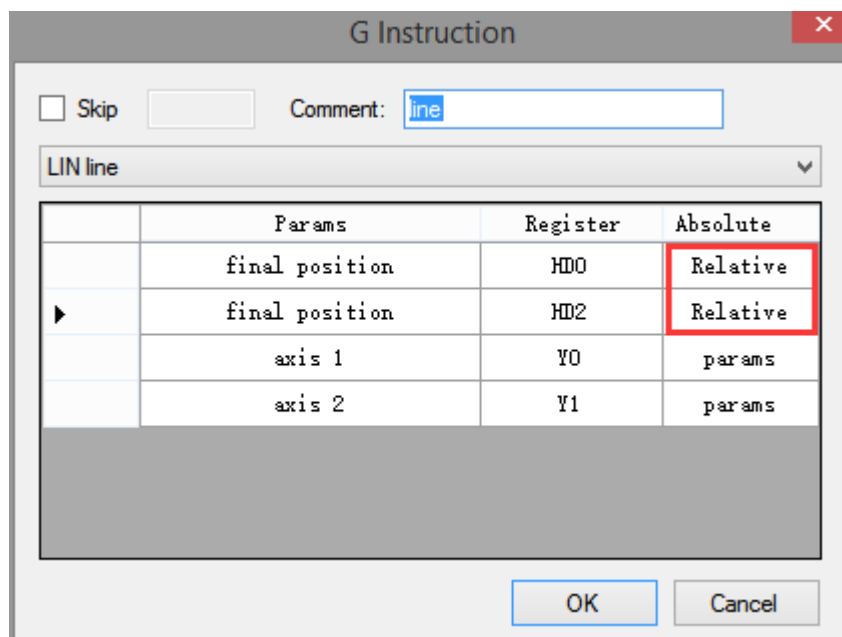 G Instruction
×
Skip Comment: line
LIN line
Params Register Absolute
final position HD0 Relative
final position HD2 Relative
axis 1 Y0 params
axis 2 Y1 params
OK Cancel